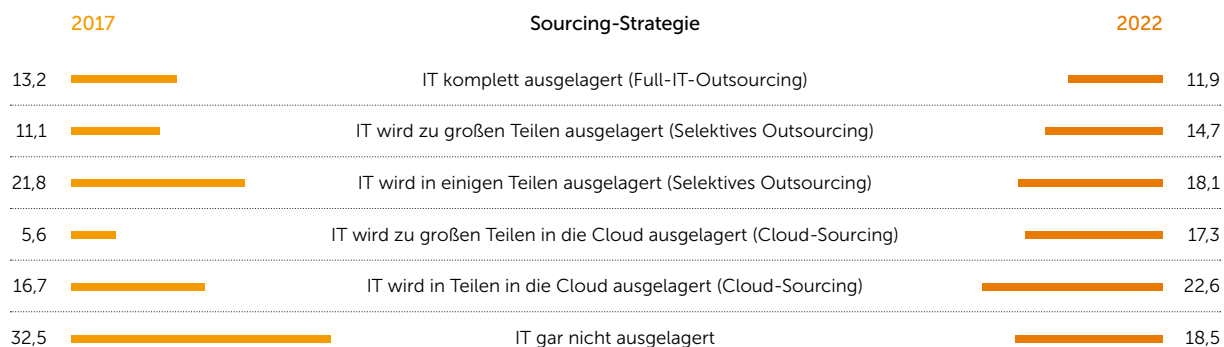 2017 Sourcing-Strategie 2022
13,2 IT komplett ausgelagert (Full-IT-Outsourcing) 11,9
11,1 IT wird zu großen Teilen ausgelagert (Selektives Outsourcing) 14,7
21,8 IT wird in einigen Teilen ausgelagert (Selektives Outsourcing) 18,1
5,6 IT wird zu großen Teilen in die Cloud ausgelagert (Cloud-Sourcing) 17,3
16,7 IT wird in Teilen in die Cloud ausgelagert (Cloud-Sourcing) 22,6
32,5 IT gar nicht ausgelagert 18,5